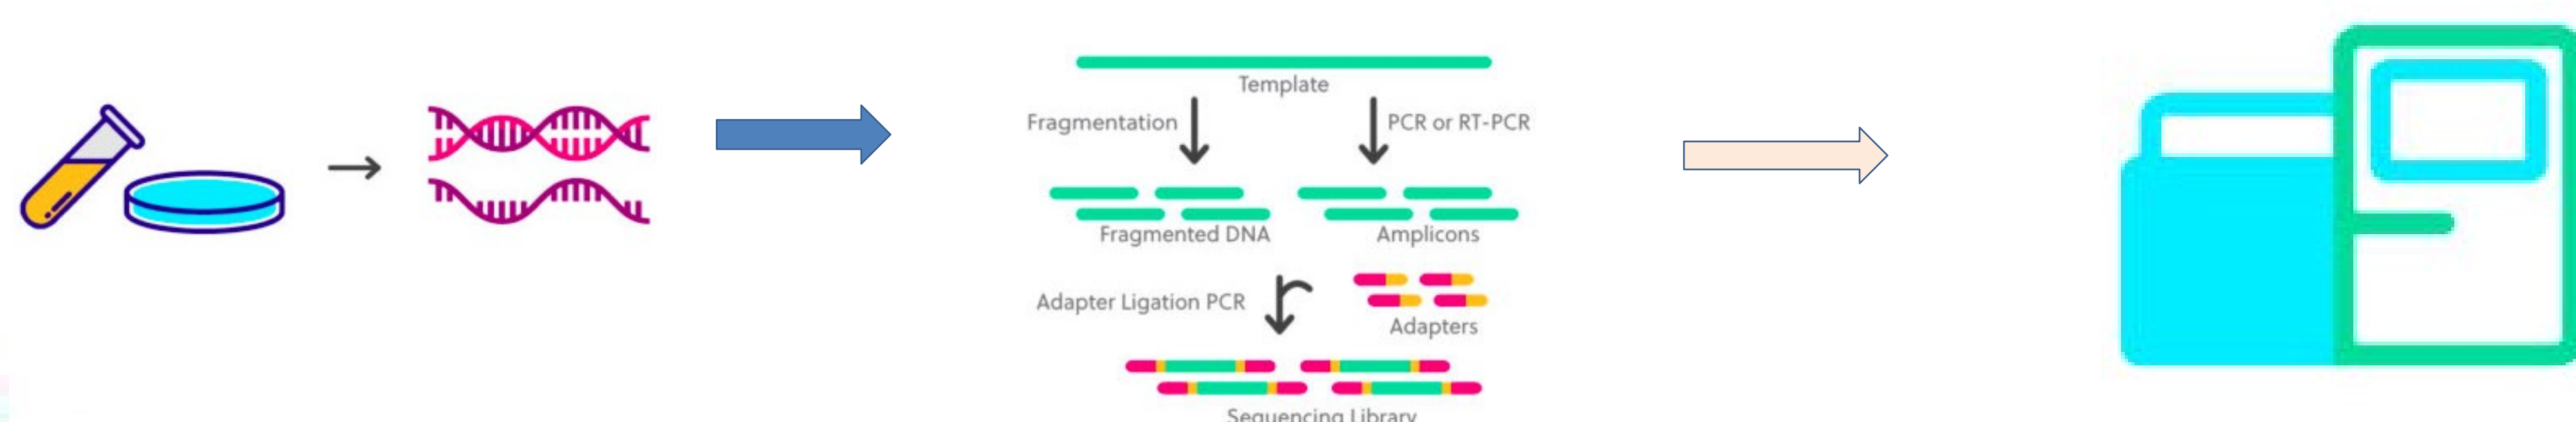 Template
Fragmentation
PCR or RT-PCR
Fragmented DNA
Amplicons
Adapter Ligation PCR
Adapters
Sequencing Library